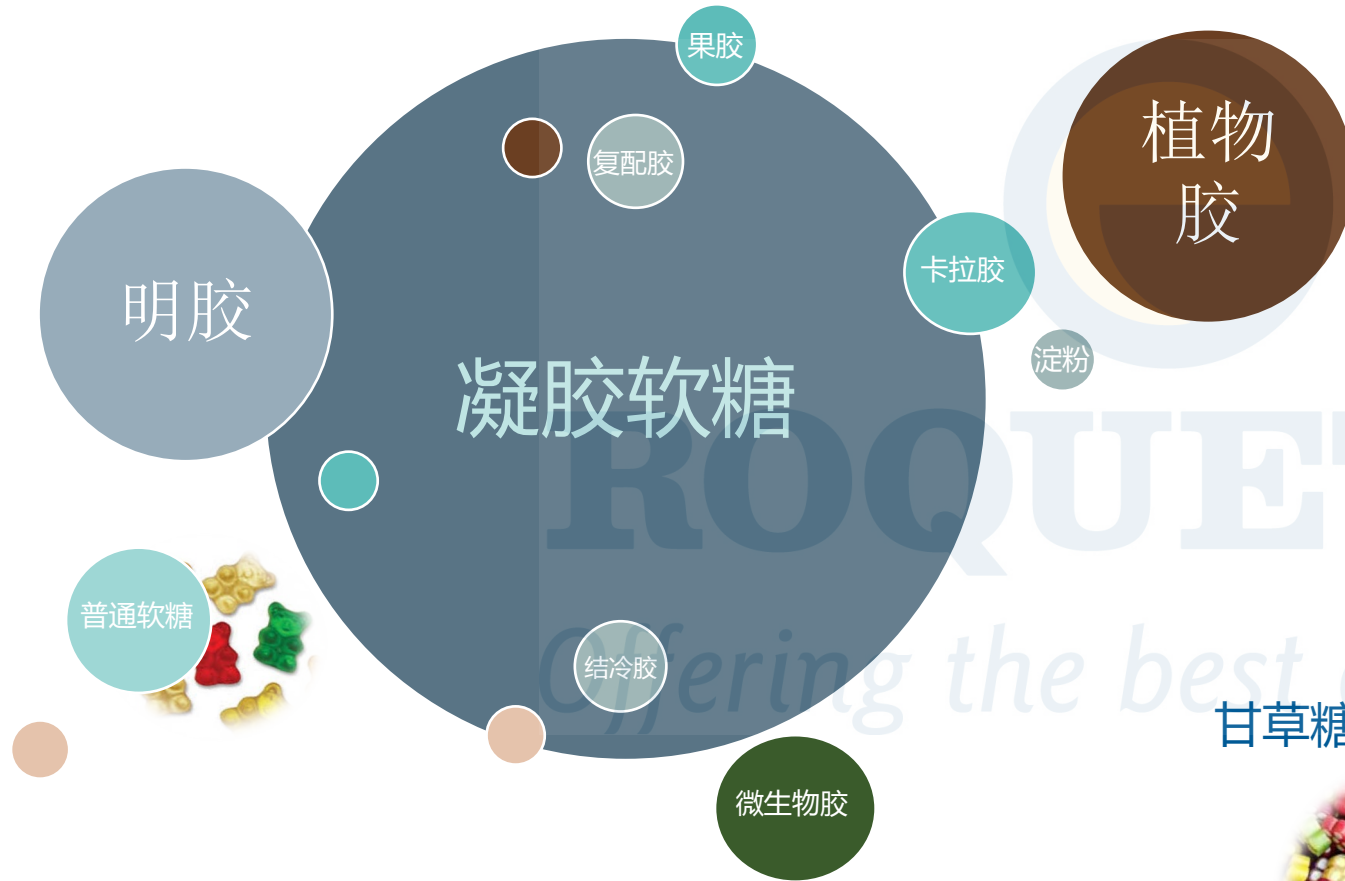 果胶
植物
胶
复配胶
卡拉胶
明胶
淀粉
凝胶软糖
ROQUET
普通软糖
结冷胶
Offering the best
甘草糖
微生物胶